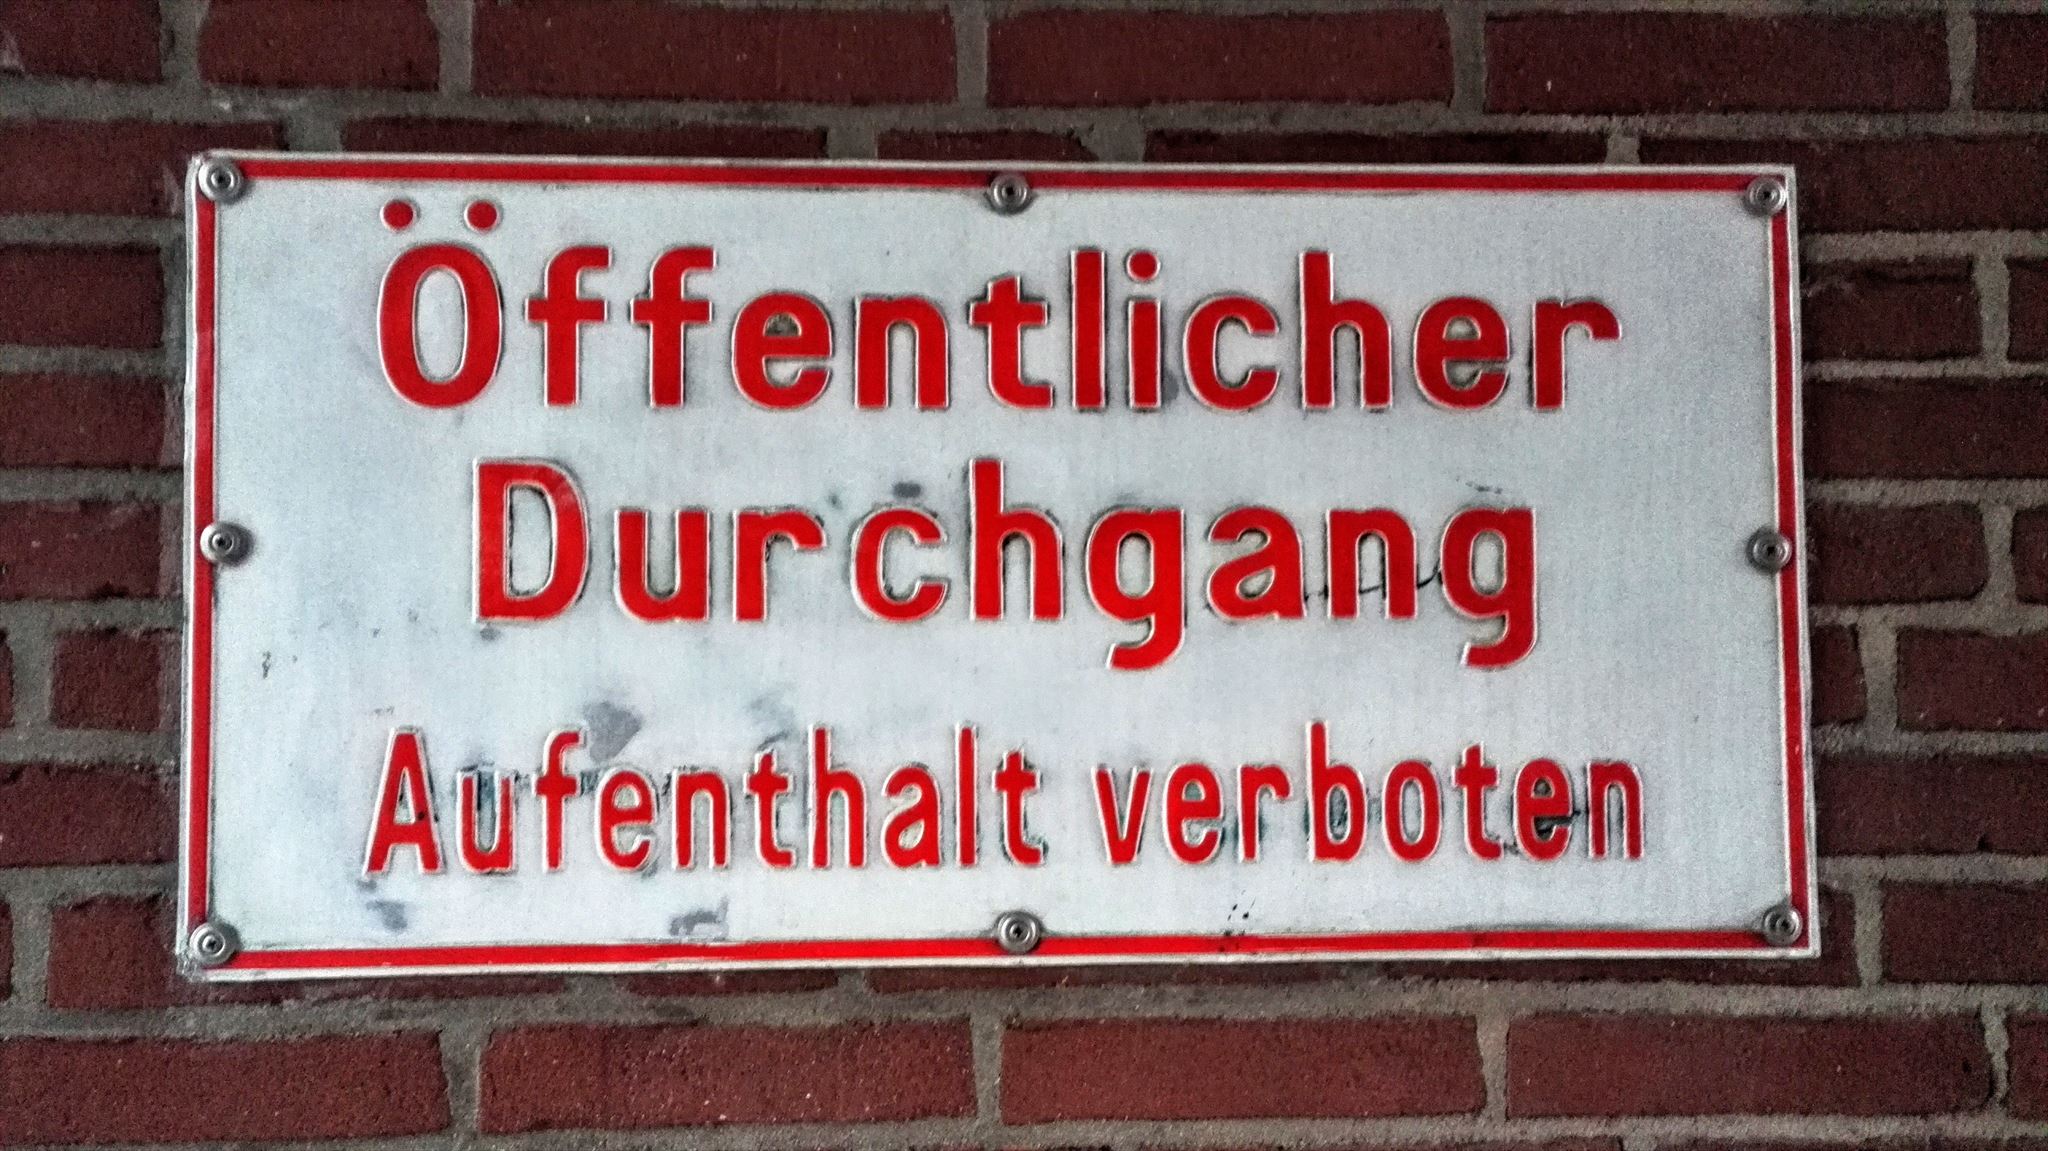 Öffentlicher
Durchgang
Aufenthalt verboten